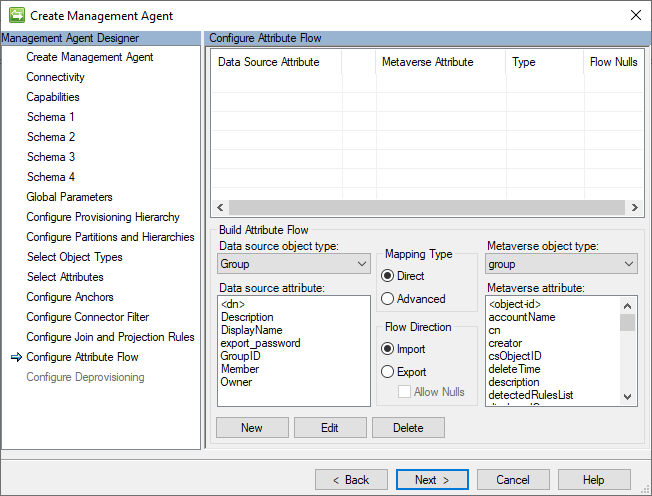 Create Management Agent
Management Agent Designer
Create Management Agent
Connectivity
Capabilities
Schema 1
Schema 2
Schema 3
Schema 4
Global Parameters
Configure Provisioning Hierarchy
Configure Partitions and Hierarchies
Select Object Types
Select Attributes
Configure Anchors
Configure Connector Filter
Configure Join and Projection Rules
Configure Attribute Flow
Configure Deprovisioning
Configure Attribute Flow
Data Source Attribute Metaverse Attribute Type Flow Nulls
Build Attribute Flow
Data source object type:
Group
Data source attribute:
<dn>
Description
DisplayName
export_password
GroupID
Member
Owner
Mapping Type
Direct
Advanced
Flow Direction
Import
Export
Allow Nulls
Metaverse object type:
group
Metaverse attribute:
<object-id>
accountName
cn
creator
csObjectID
deleteTime
description
detectedRulesList
New Edit Delete
< Back Next > Cancel Help